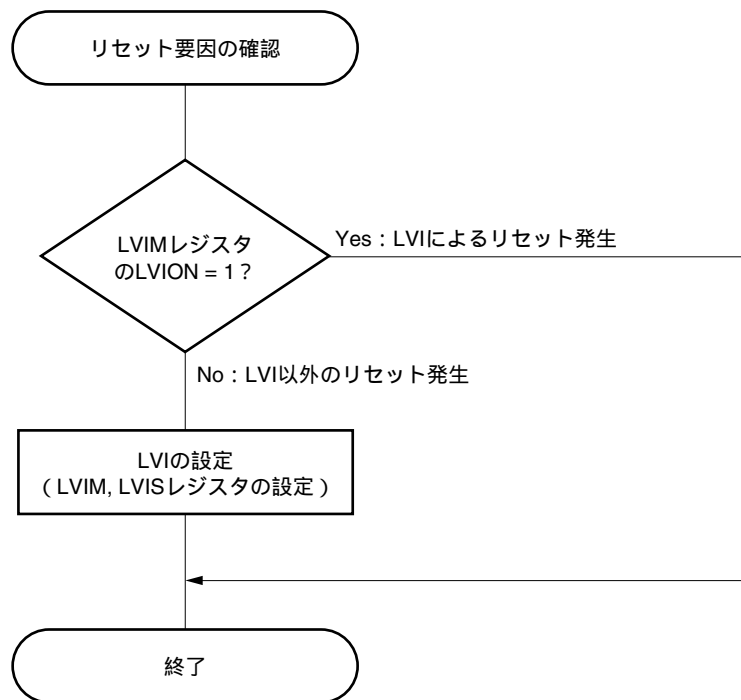 リセット要因の確認
LVIMレジスタ
のLVION = 1？
Yes：LVIによるリセット発生
No：LVI以外のリセット発生
LVIの設定
（LVIM, LVISレジスタの設定）
終了